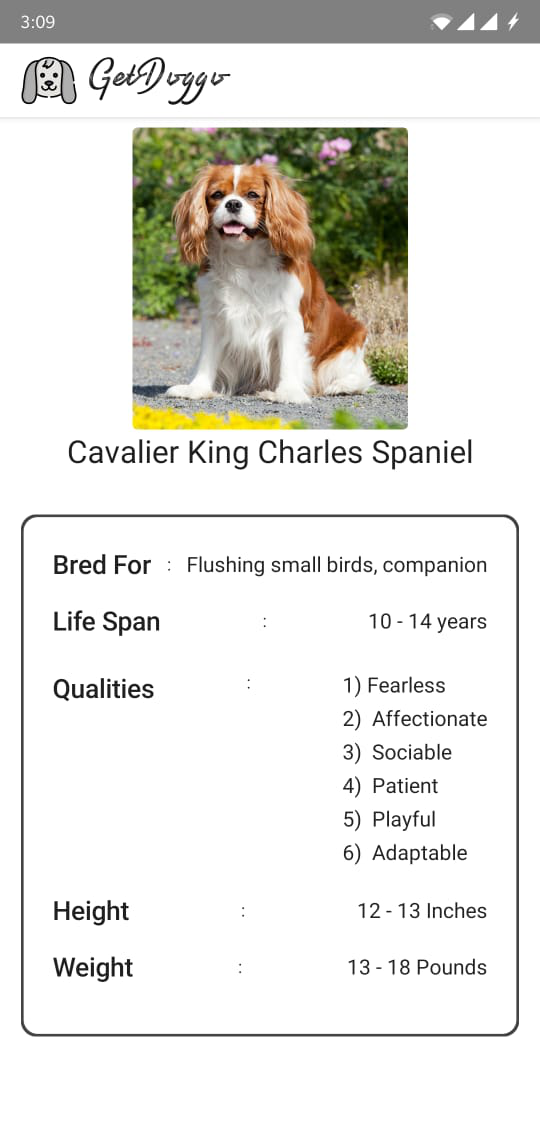 3:09
GetDoggo
Cavalier King Charles Spaniel
Bred For : Flushing small birds, companion
Life Span : 10 - 14 years
Qualities : 1) Fearless
2) Affectionate
3) Sociable
4) Patient
5) Playful
6) Adaptable
Height : 12 - 13 Inches
Weight : 13 - 18 Pounds